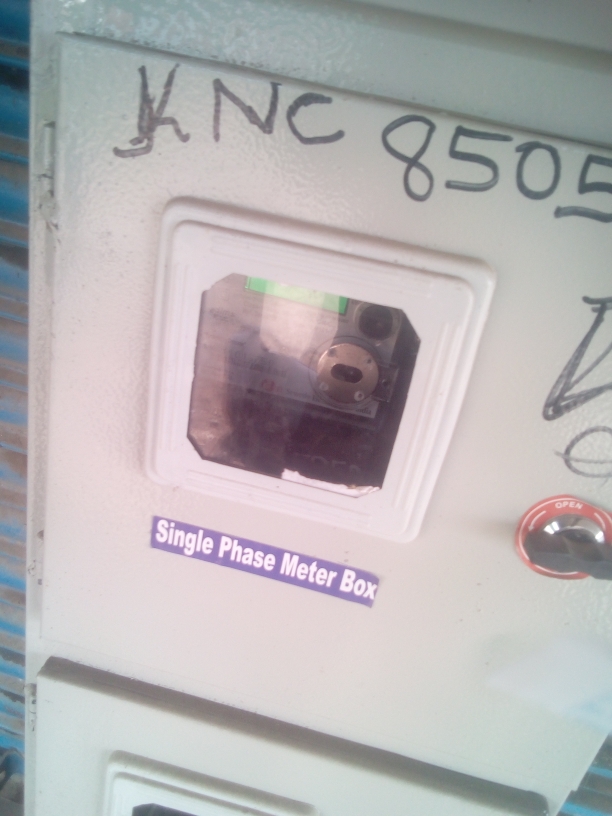 KNC 8505
OPEN
Single Phase Meter Box